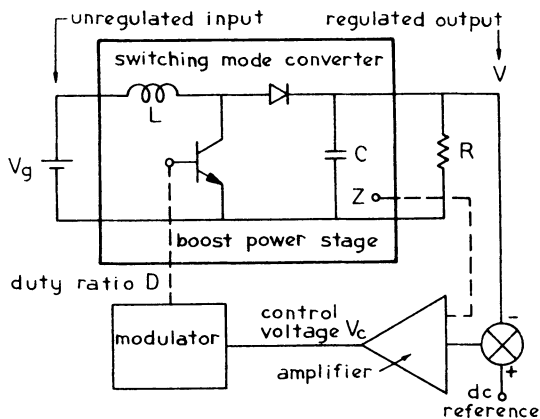 unregulated input
regulated output
V
switching mode converter
L
Vg
C
R
Z
boost power stage
duty ratio D
modulator
control
voltage Vc
amplifier
-
+
dc
reference